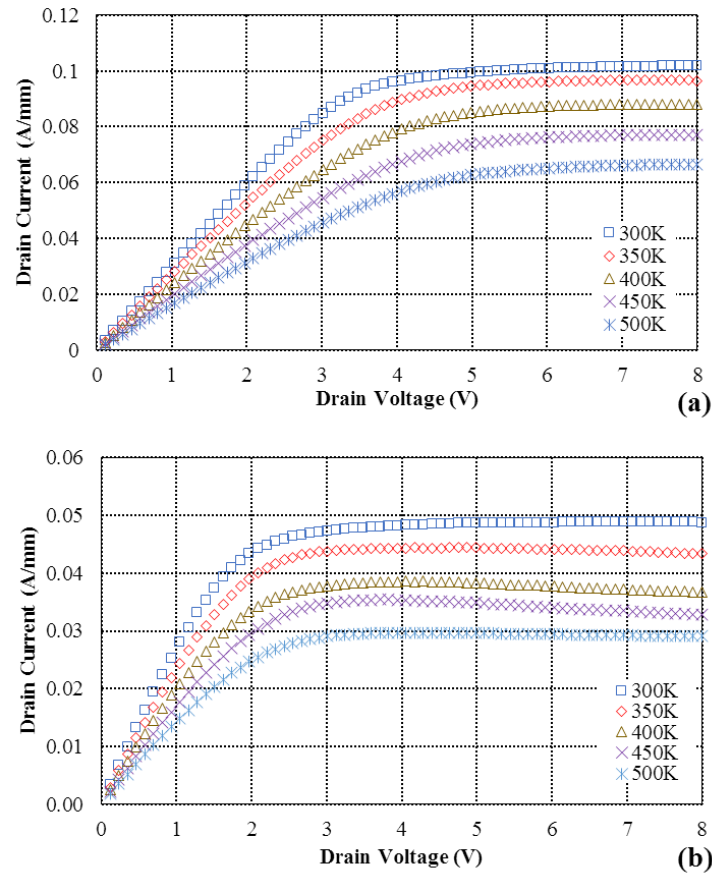 0.12
0.1
0.08
0.06
0.04
0.02
0
Drain Current (A/mm)
300K
350K
400K
450K
500K
0 1 2 3 4 5 6 7 8
Drain Voltage (V)
(a)
0.06
0.05
0.04
0.03
0.02
0.01
0.00
Drain Current (A/mm)
300K
350K
400K
450K
500K
0 1 2 3 4 5 6 7 8
Drain Voltage (V)
(b)